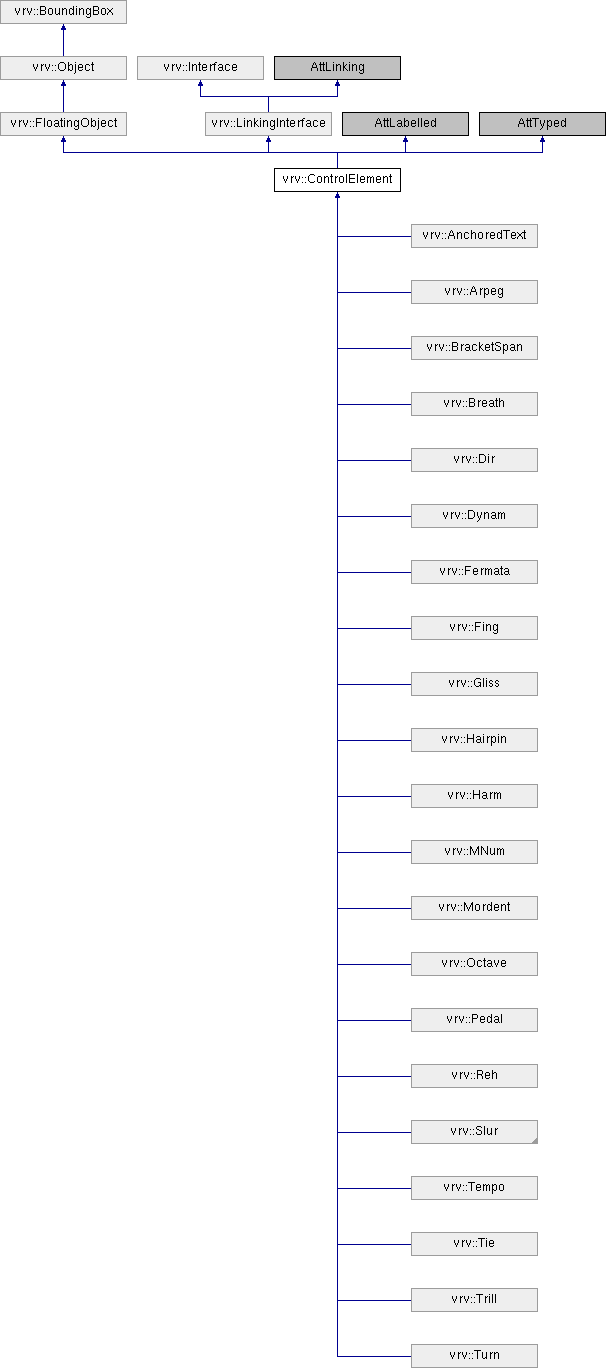 vrv::BoundingBox
vrv::Object
vrv::Interface
AttLinking
vrv::FloatingObject
vrv::LinkingInterface
AttLabelled
AttTyped
vrv::ControlElement
vrv::AnchoredText
vrv::Arpeg
vrv::BracketSpan
vrv::Breath
vrv::Dir
vrv::Dynam
vrv::Fermata
vrv::Fing
vrv::Gliss
vrv::Hairpin
vrv::Harm
vrv::MNum
vrv::Mordent
vrv::Octave
vrv::Pedal
vrv::Reh
vrv::Slur
vrv::Tempo
vrv::Tie
vrv::Trill
vrv::Turn